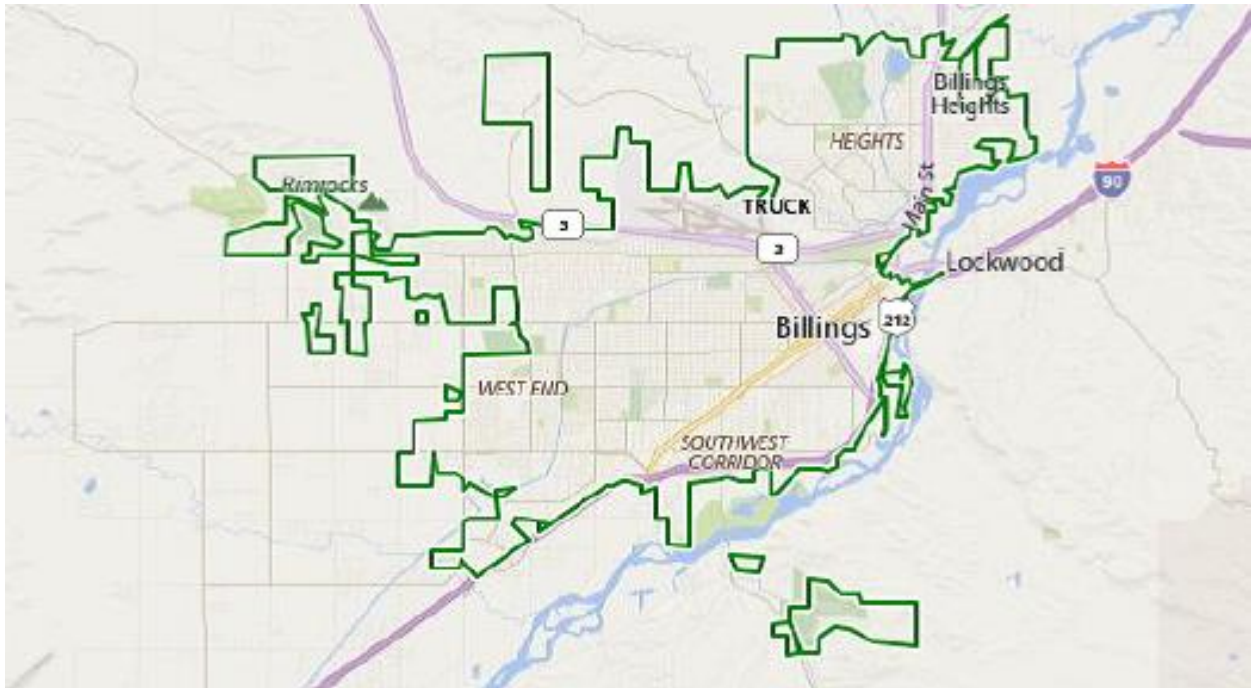 Billings
Heights
HEIGHTS
Rimrocks
90
Main St
TRUCK
3
3
Lockwood
212
Billings
WEST END
SOUTHWEST
CORRIDOR